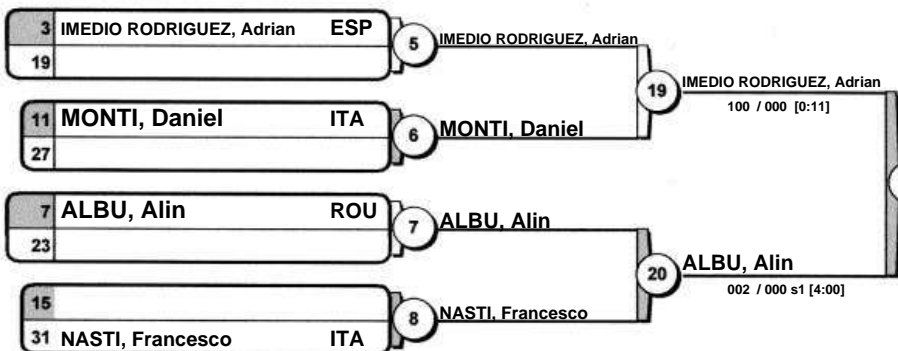 3 IMEDIO RODRIGUEZ, Adrian ESP
19
5 IMEDIO RODRIGUEZ, Adrian
11 MONTI, Daniel ITA
27
6 MONTI, Daniel
19 IMEDIO RODRIGUEZ, Adrian
100 / 000 [0:11]
7 ALBU, Alin ROU
23
7 ALBU, Alin
15
31 NASTI, Francesco ITA
8 NASTI, Francesco
20 ALBU, Alin
002 / 000 s1 [4:00]